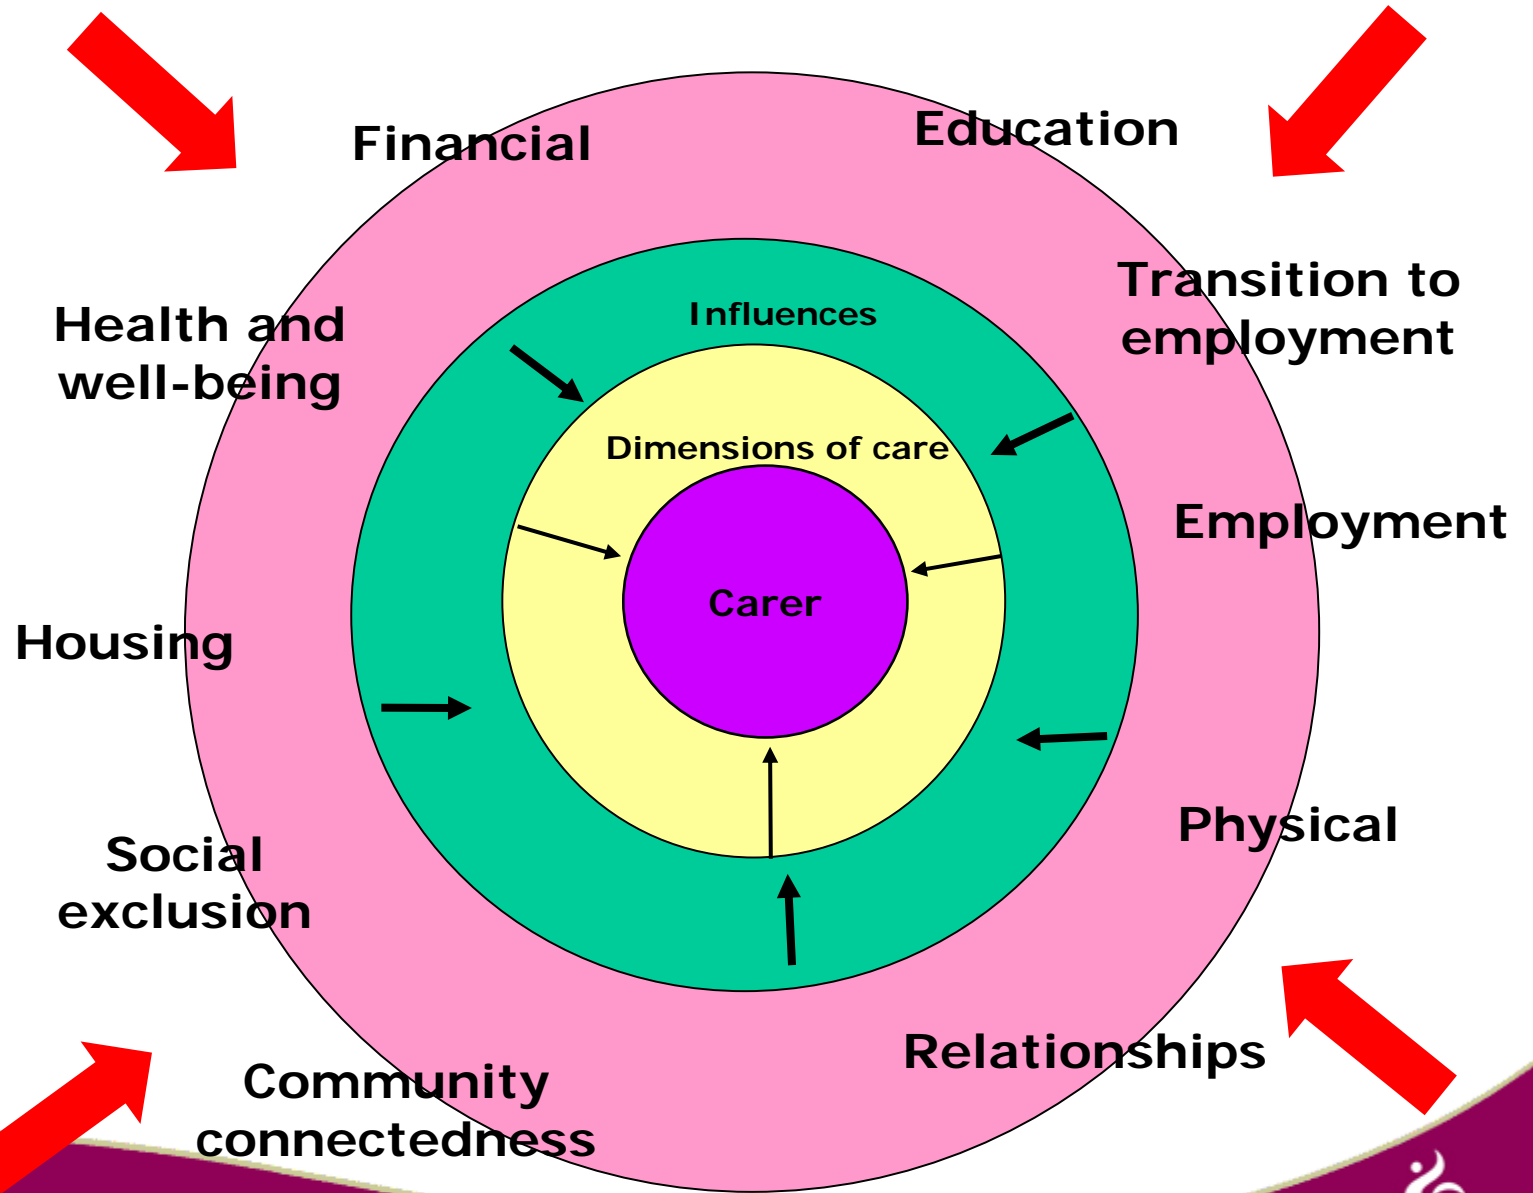 Financial
Education
Transition to
employment
Health and
well-being
Influences
Dimensions of care
Employment
Carer
Housing
Physical
Social
exclusion
Relationships
Community
connectedness